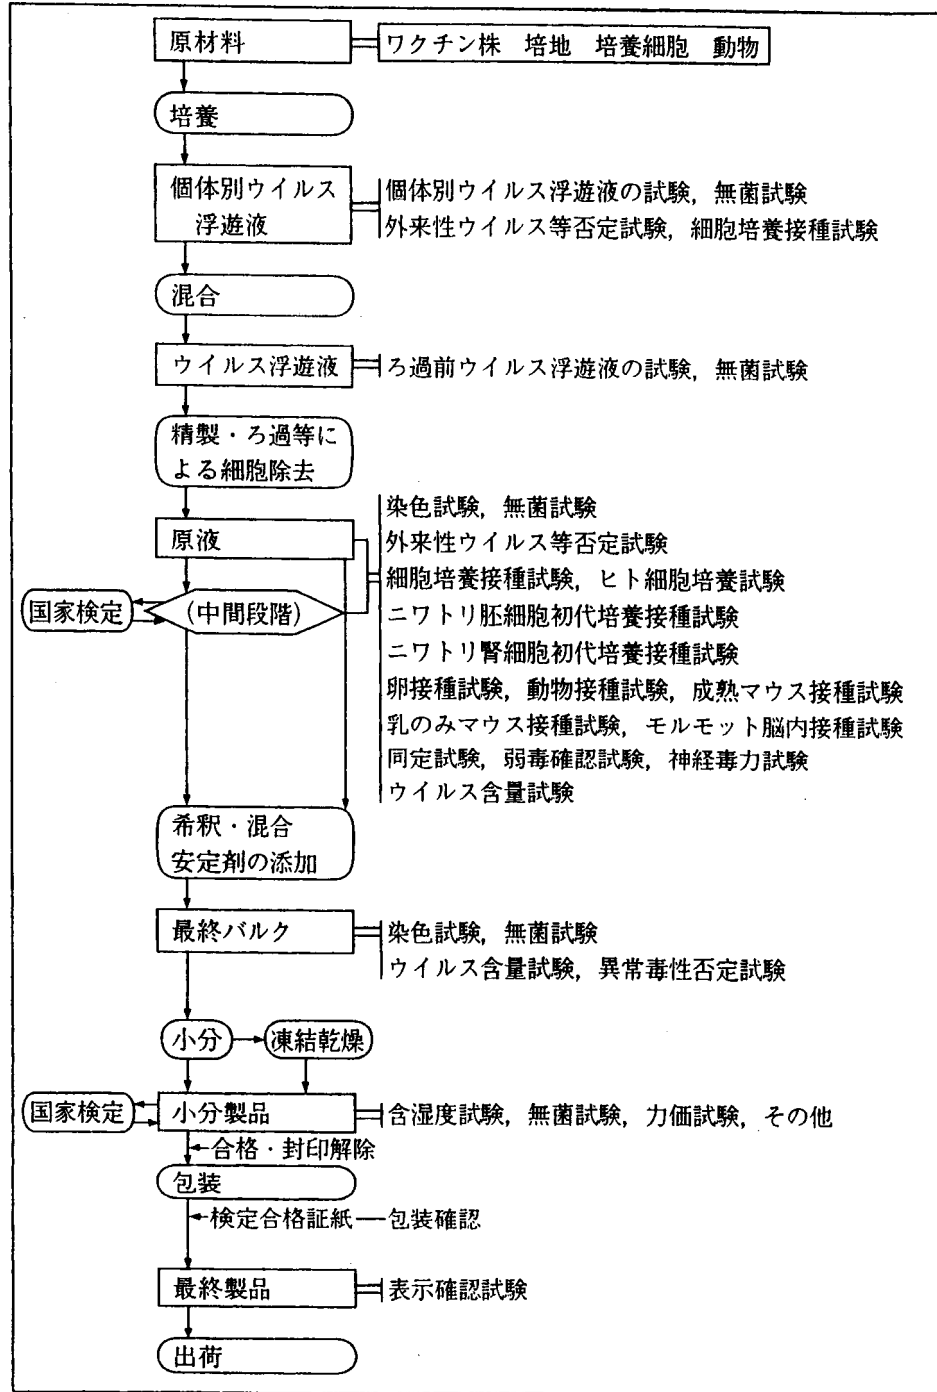 原材料
ワクチン株 培地 培養細胞 動物
培養
個体別ウイルス
浮遊液
個体別ウイルス浮遊液の試験，無菌試験
外来性ウイルス等否定試験，細胞培養接種試験
混合
ウイルス浮遊液
ろ過前ウイルス浮遊液の試験，無菌試験
精製・ろ過等に
よる細胞除去
原液
染色試験，無菌試験
外来性ウイルス等否定試験
細胞培養接種試験，ヒト細胞培養試験
国家検定
（中間段階）
ニワトリ胚細胞初代培養接種試験
ニワトリ腎細胞初代培養接種試験
卵接種試験，動物接種試験，成熟マウス接種試験
乳のみマウス接種試験，モルモット脳内接種試験
同定試験，弱毒確認試験，神経毒力試験
ウイルス含量試験
希釈・混合
安定剤の添加
最終バルク
染色試験，無菌試験
ウイルス含量試験，異常毒性否定試験
小分
凍結乾燥
国家検定
小分製品
含湿度試験，無菌試験，力価試験，その他
合格・封印解除
包装
検定合格証紙―包装確認
最終製品
表示確認試験
出荷